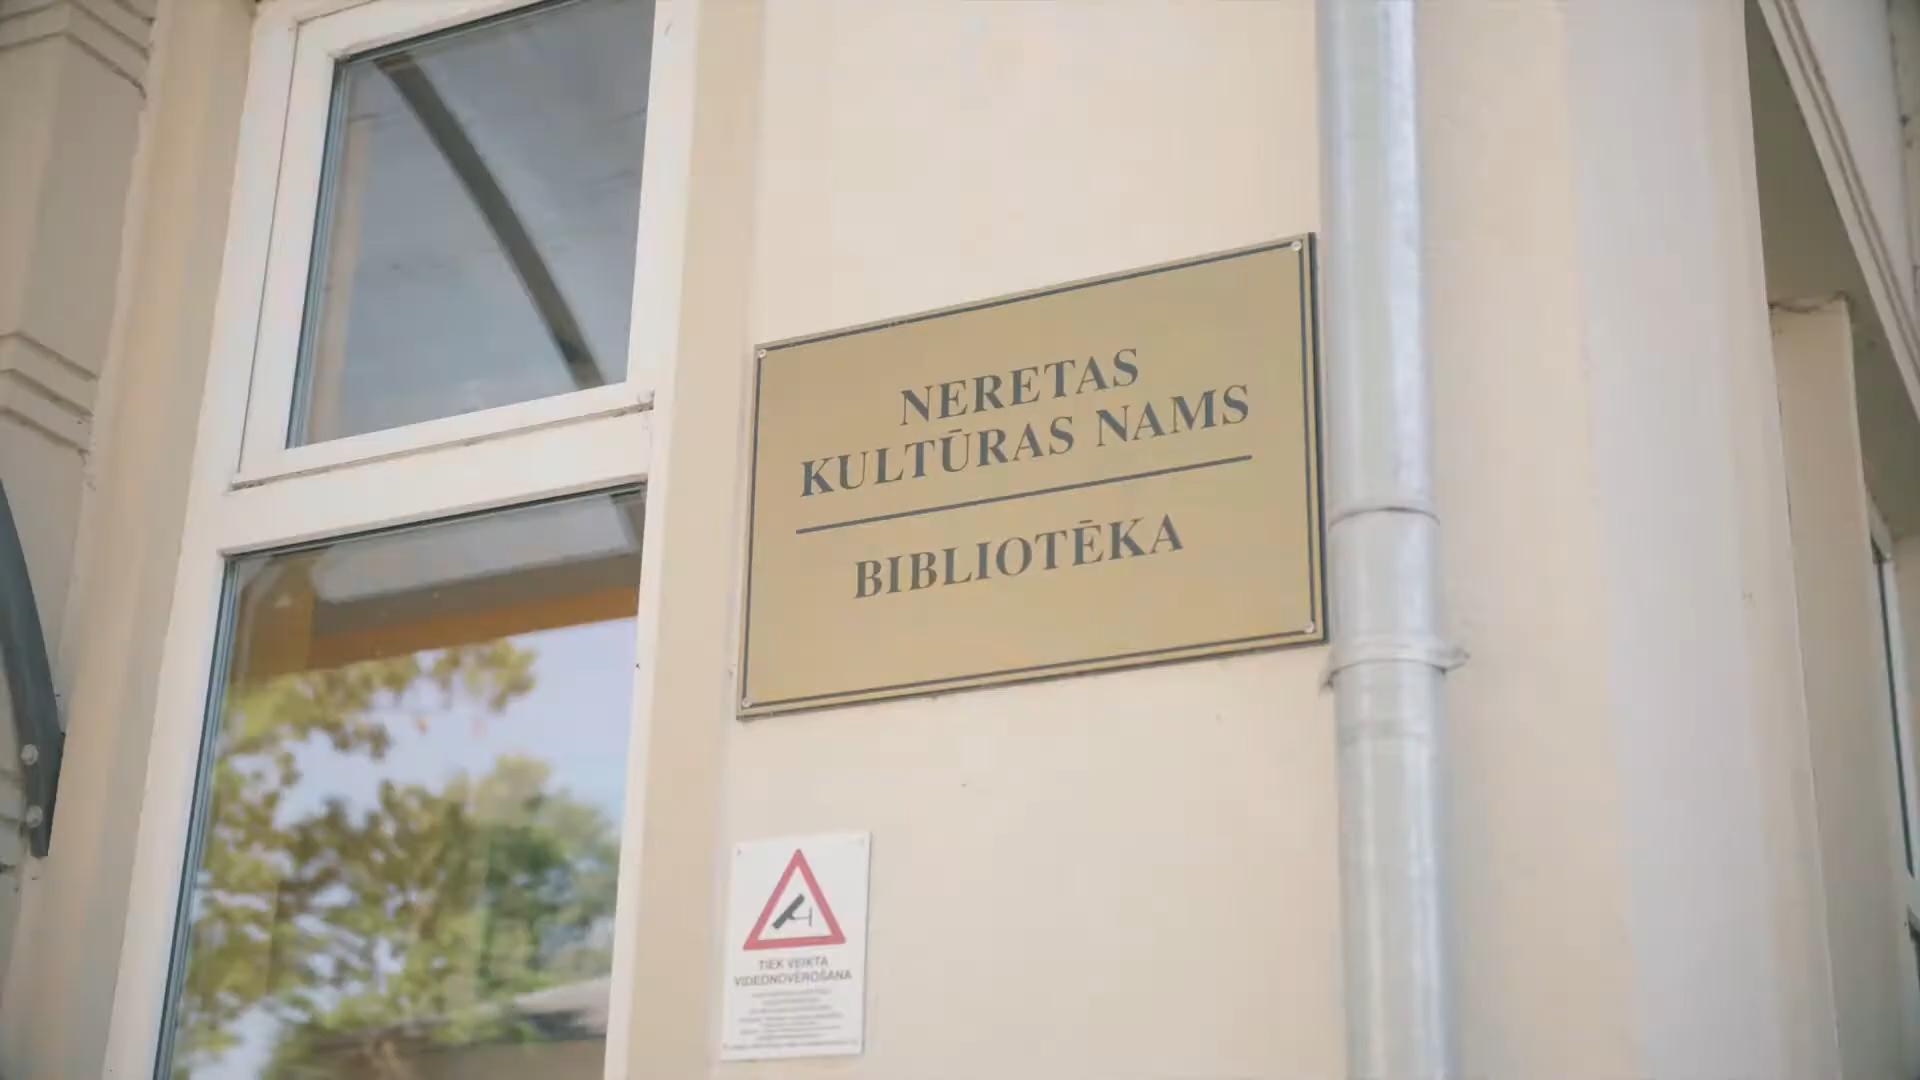 NERETAS
KULTŪRAS NAMS
BIBLIOTĒKA
TIEK VEIKTA
VIDEONOVĒROŠANA